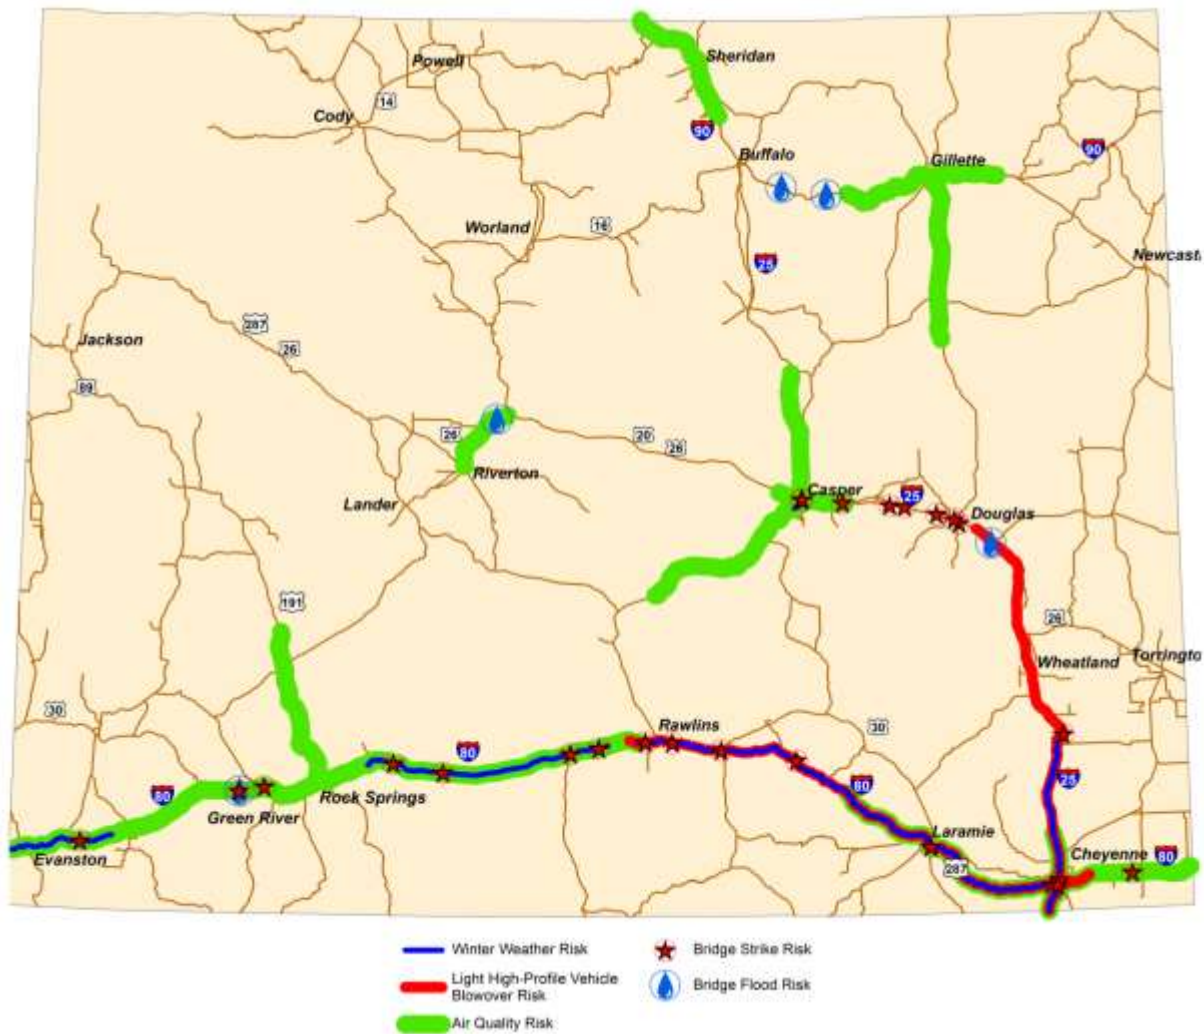 Sheridan
Powell
14
Cody
90
Buffalo
Gillette
90
Worland
16
25
Newcast
287
Jackson
26
89
20
26
26
Riverton
Casper
25
Lander
Douglas
191
26
Wheatland
Torringto
30
Rawlins
30
80
80
Rock Springs
80
25
Green River
Laramie
Evanston
287
Cheyenne
80
Winter Weather Risk
Bridge Strike Risk
Light High-Profile Vehicle
Blowover Risk
Bridge Flood Risk
Air Quality Risk